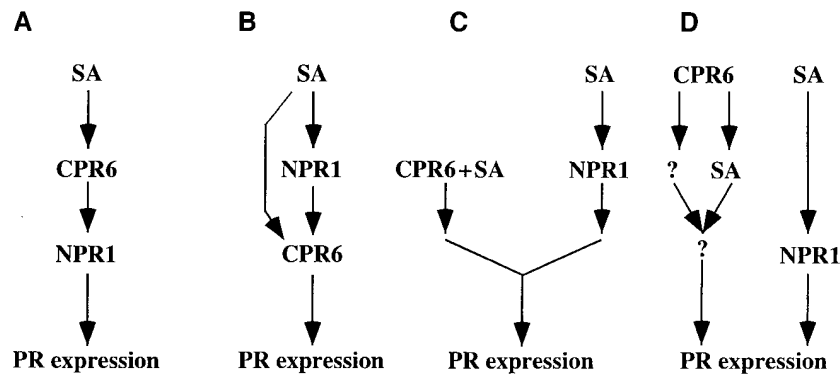 A B C D
SA SA SA CPR6 SA
CPR6 NPR1 CPR6+SA NPR1 ? SA
NPR1 CPR6 ? NPR1
PR expression PR expression PR expression PR expression